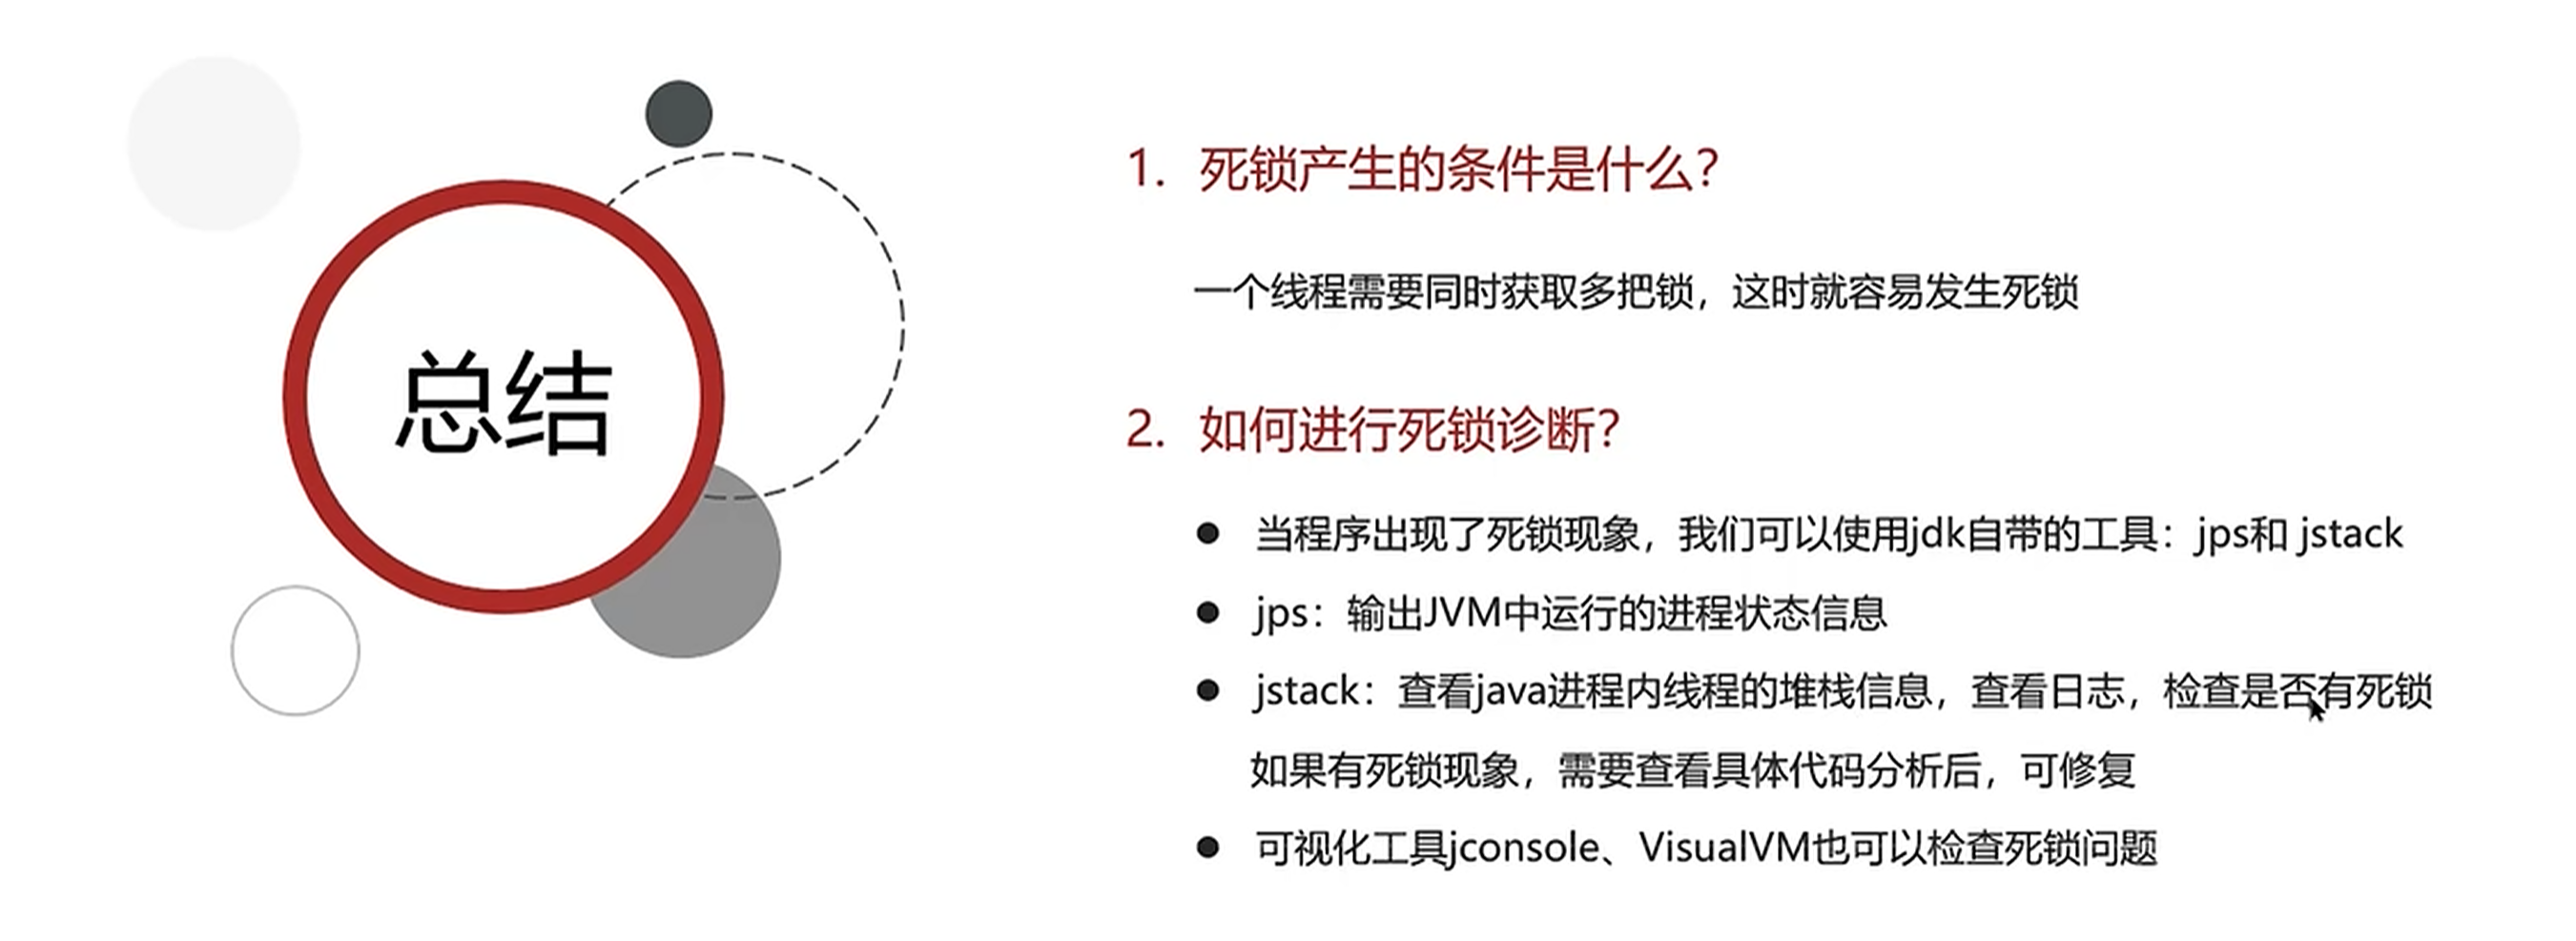 总结
1. 死锁产生的条件是什么?
一个线程需要同时获取多把锁，这时就容易发生死锁
2. 如何进行死锁诊断?
● 当程序出现了死锁现象，我们可以使用jdk自带的工具：jps和 jstack
● jps：输出JVM中运行的进程状态信息
● jstack：查看java进程内线程的堆栈信息，查看日志，检查是否有死锁
如果有死锁现象，需要查看具体代码分析后，可修复
● 可视化工具jconsole、VisualVM也可以检查死锁问题